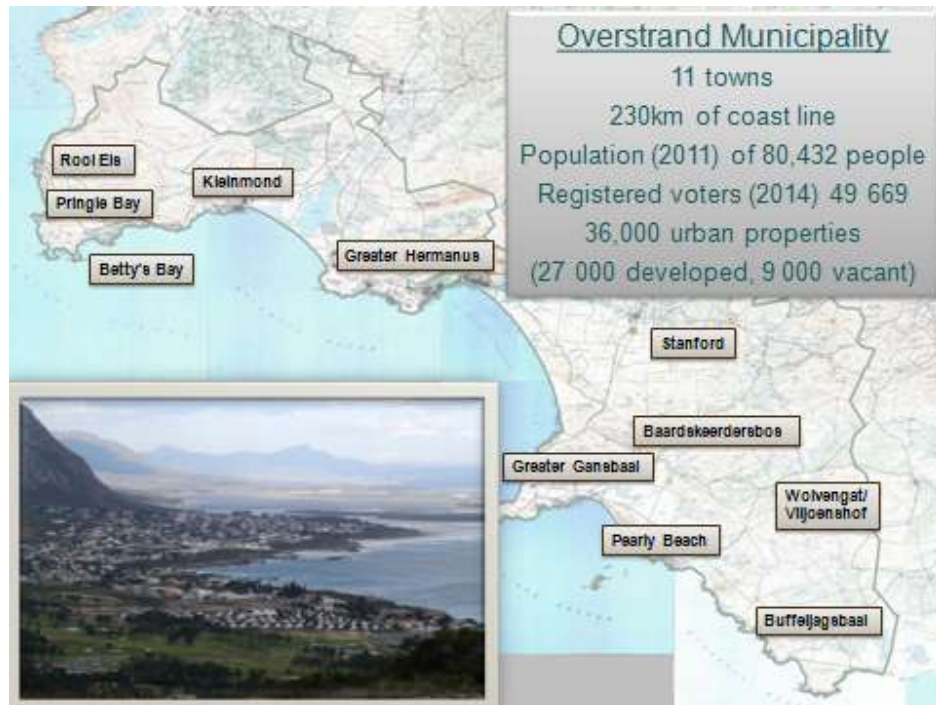 Overstrand Municipality
11 towns
230km of coast line
Population (2011) of 80,432 people
Registered voters (2014) 49 669
36,000 urban properties
(27 000 developed, 9 000 vacant)
Rooi Els
Kleinmond
Pringle Bay
Betty's Bay
Greater Hermanus
Stanford
Baardskeerdersbos
Greater Gansbaai
Wolvengat/
Viljoenshof
Pearly Beach
Buffeljagsbaai